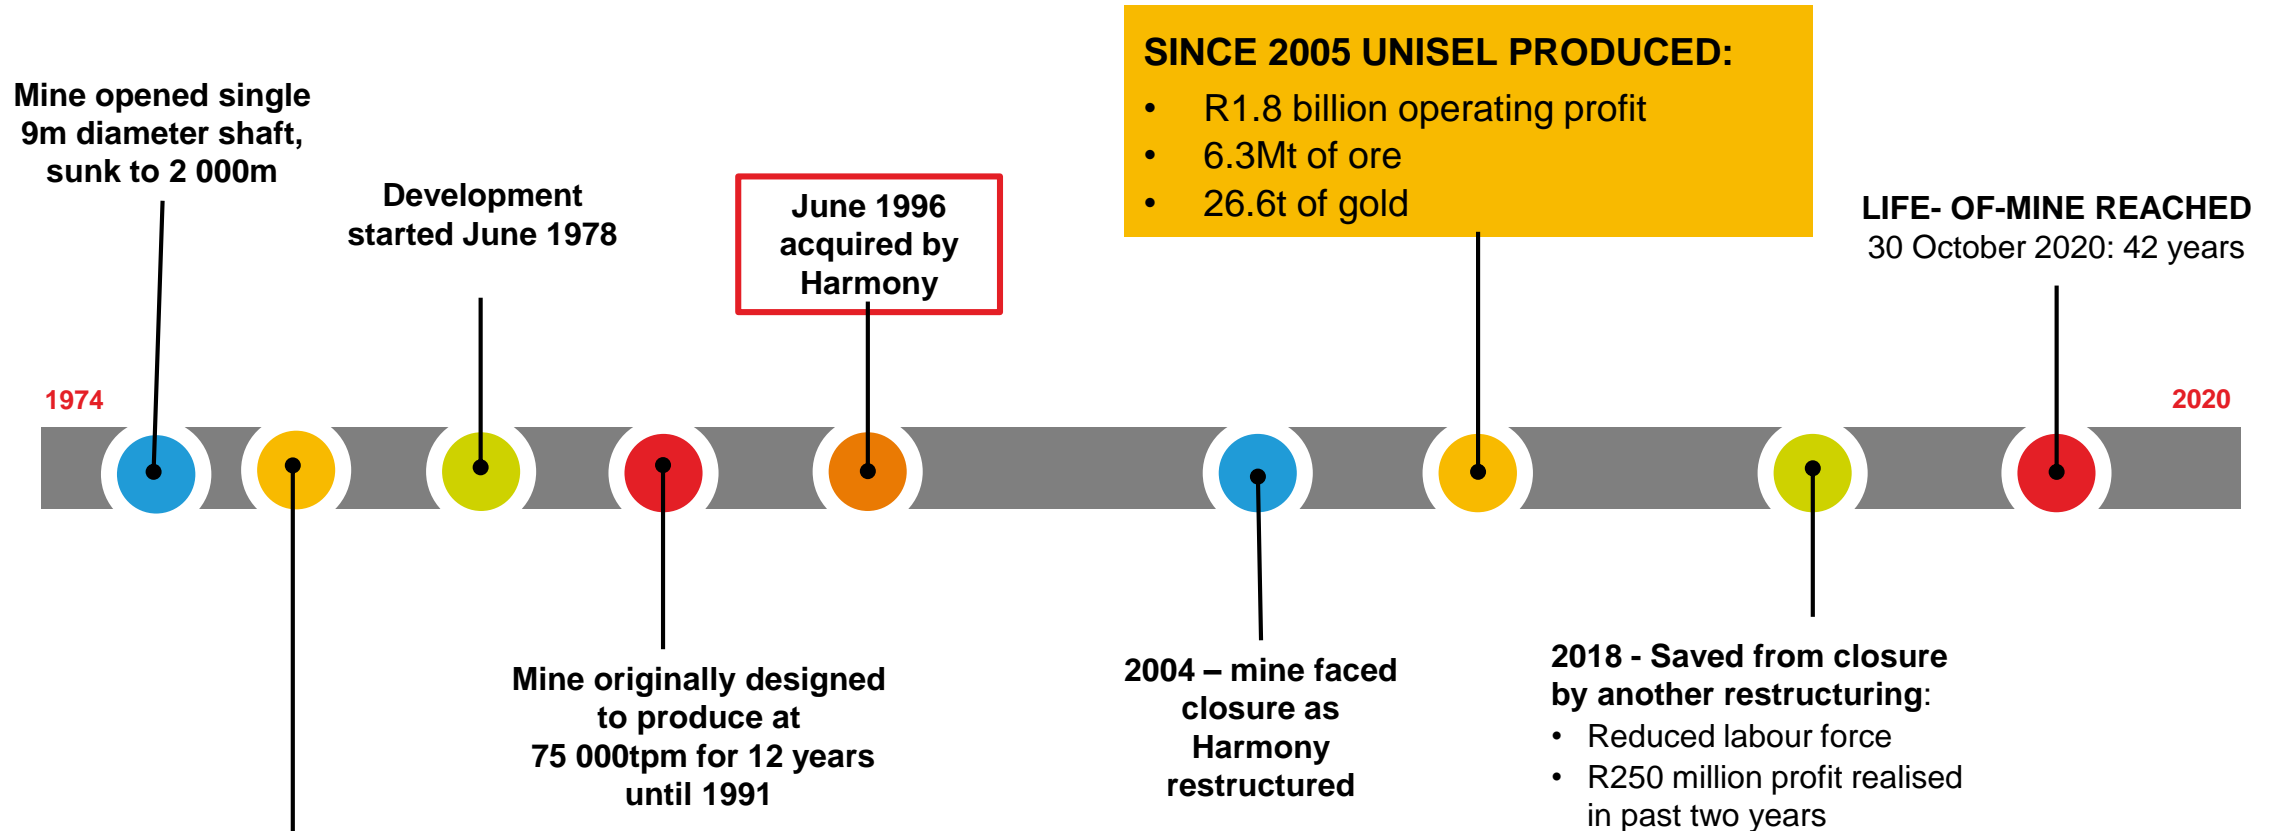 Mine opened single
9m diameter shaft,
sunk to 2 000m
Development
started June 1978
June 1996
acquired by
Harmony
SINCE 2005 UNISEL PRODUCED:
• R1.8 billion operating profit
• 6.3Mt of ore
• 26.6t of gold
LIFE- OF-MINE REACHED
30 October 2020: 42 years
1974
2020
Mine originally designed
to produce at
75 000tpm for 12 years
until 1991
2004 – mine faced
closure as
Harmony
restructured
2018 - Saved from closure
by another restructuring:
• Reduced labour force
• R250 million profit realised
in past two years